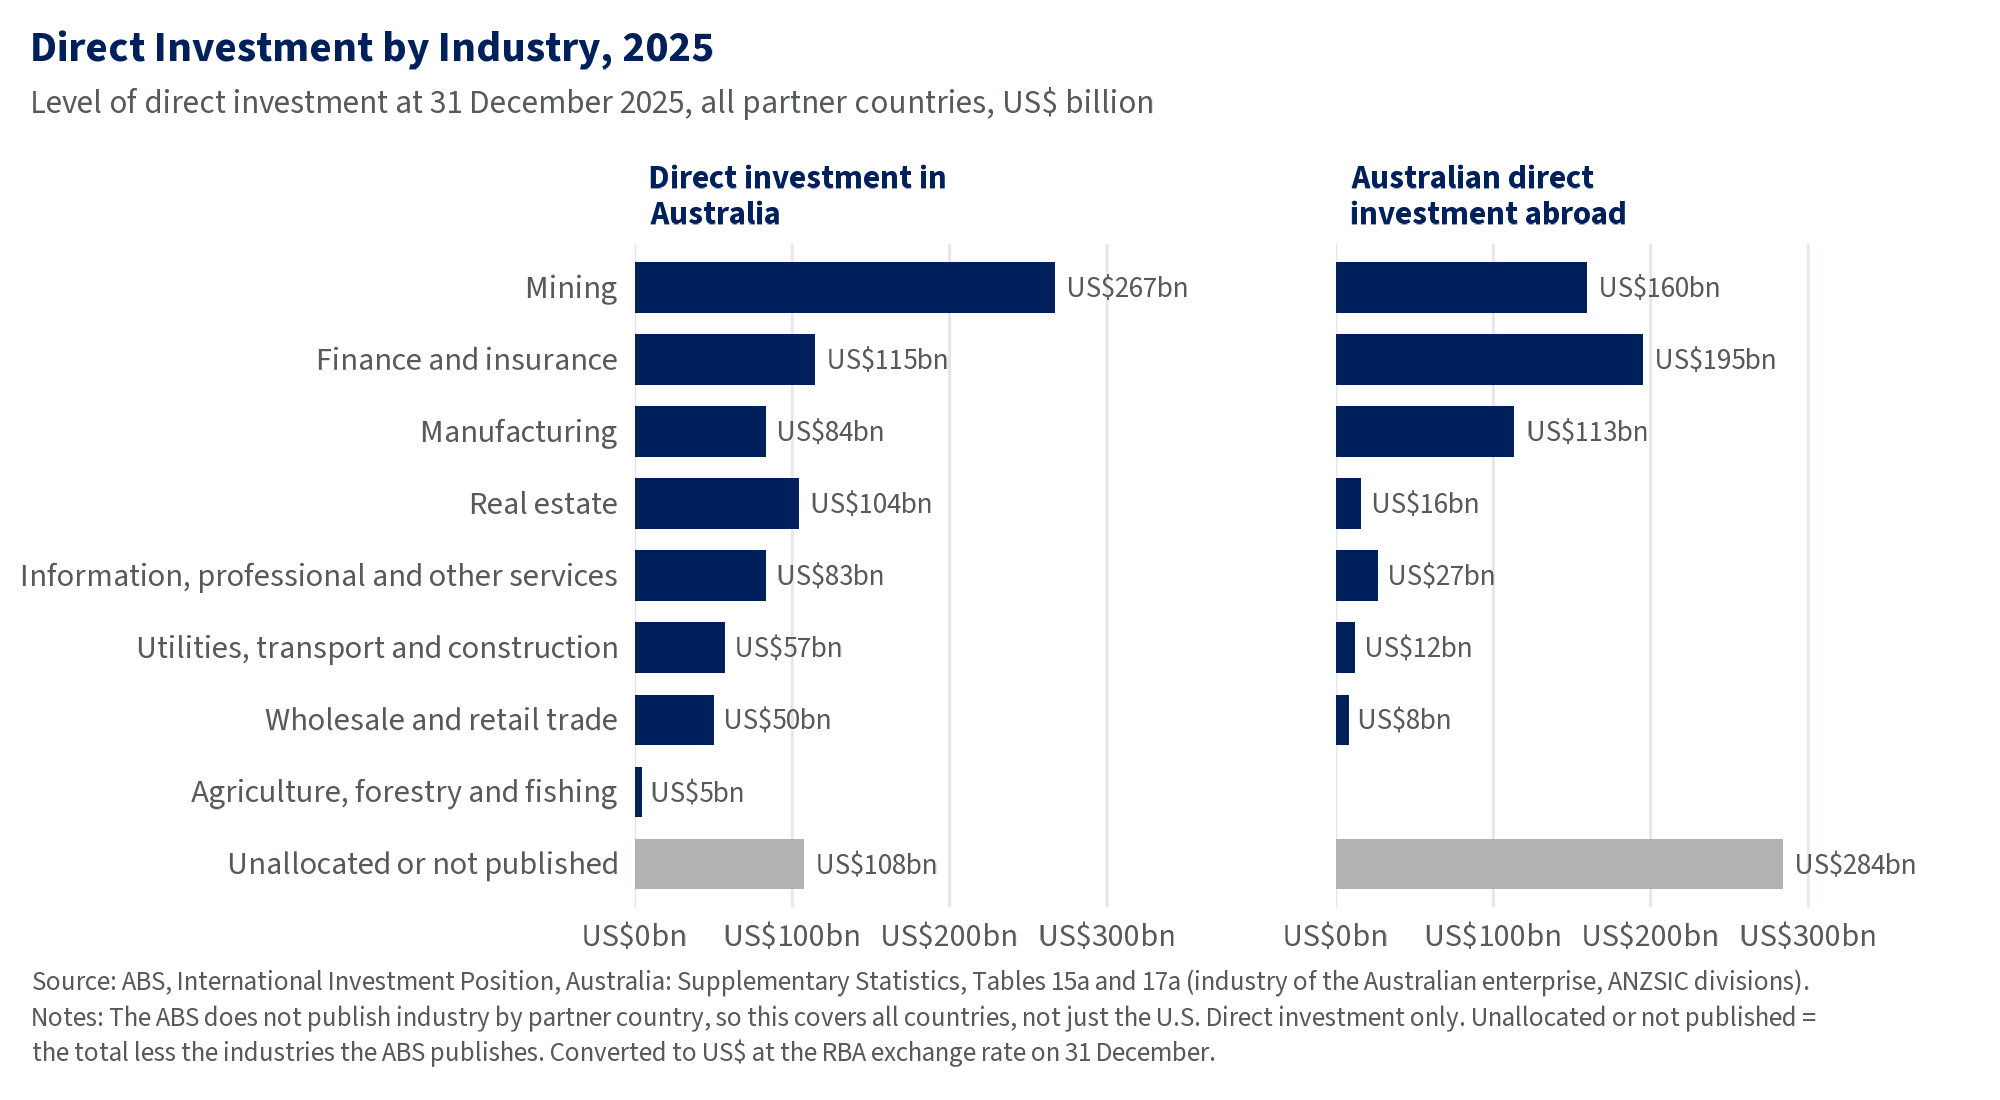 Direct Investment by Industry, 2025
Level of direct investment at 31 December 2025, all partner countries, US$ billion
Direct investment in
Australia
Australian direct
investment abroad
Mining US$267bn US$160bn
Finance and insurance US$115bn US$195bn
Manufacturing US$84bn US$113bn
Real estate US$104bn US$16bn
Information, professional and other services US$83bn US$27bn
Utilities, transport and construction US$57bn US$12bn
Wholesale and retail trade US$50bn US$8bn
Agriculture, forestry and fishing US$5bn
Unallocated or not published US$108bn US$284bn
US$0bn US$100bn US$200bn US$300bn US$0bn US$100bn US$200bn US$300bn
Source: ABS, International Investment Position, Australia: Supplementary Statistics, Tables 15a and 17a (industry of the Australian enterprise, ANZSIC divisions).
Notes: The ABS does not publish industry by partner country, so this covers all countries, not just the U.S. Direct investment only. Unallocated or not published =
the total less the industries the ABS publishes. Converted to US$ at the RBA exchange rate on 31 December.